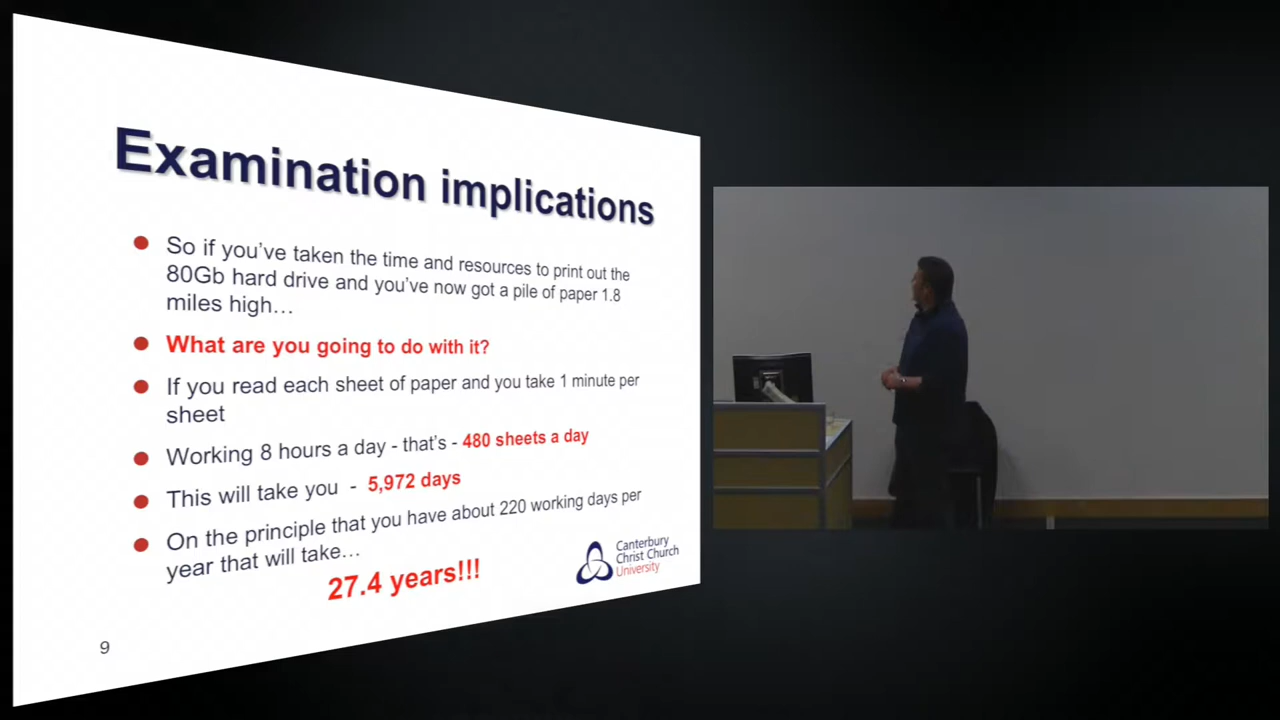 Examination implications
So if you've taken the time and resources to print out the
80Gb hard drive and you've now got a pile of paper 1.8
miles high…
What are you going to do with it?
If you read each sheet of paper and you take 1 minute per
sheet
Working 8 hours a day - that's - 480 sheets a day
This will take you - 5,972 days
On the principle that you have about 220 working days per
year that will take…
27.4 years!!!
Canterbury
Christ Church
University
9